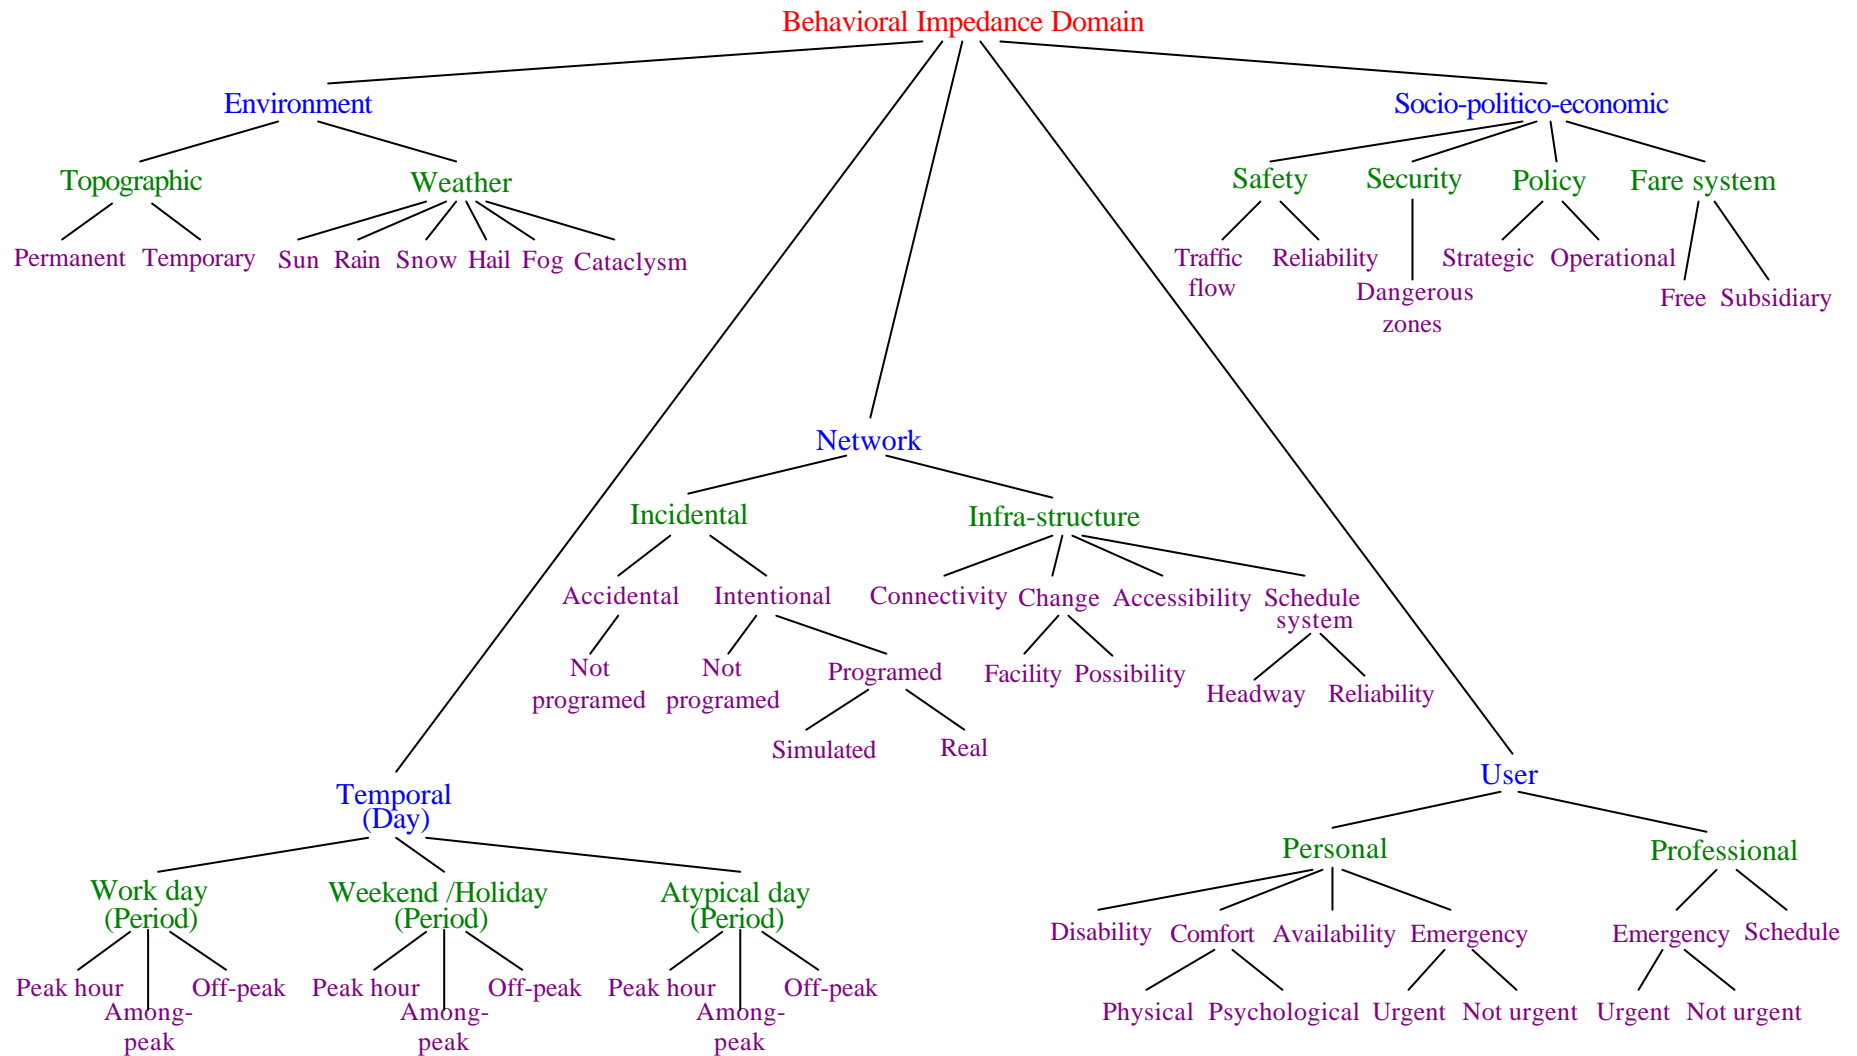 Behavioral Impedance Domain
Environment
Socio-politico-economic
Topographic
Weather
Safety
Security
Policy
Fare system
Permanent
Temporary
Sun
Rain
Snow
Hail
Fog
Cataclysm
Traffic
flow
Reliability
Dangerous
zones
Strategic
Operational
Free
Subsidiary
Network
Incidental
Infra-structure
Accidental
Intentional
Connectivity
Change
Accessibility
Schedule
system
Not
programed
Not
programed
Programed
Facility
Possibility
Headway
Reliability
Simulated
Real
Temporal
(Day)
User
Work day
(Period)
Weekend /Holiday
(Period)
Atypical day
(Period)
Personal
Professional
Peak hour
Among-
peak
Off-peak
Peak hour
Among-
peak
Off-peak
Peak hour
Among-
peak
Off-peak
Disability
Comfort
Availability
Emergency
Emergency
Schedule
Physical
Psychological
Urgent
Not urgent
Urgent
Not urgent